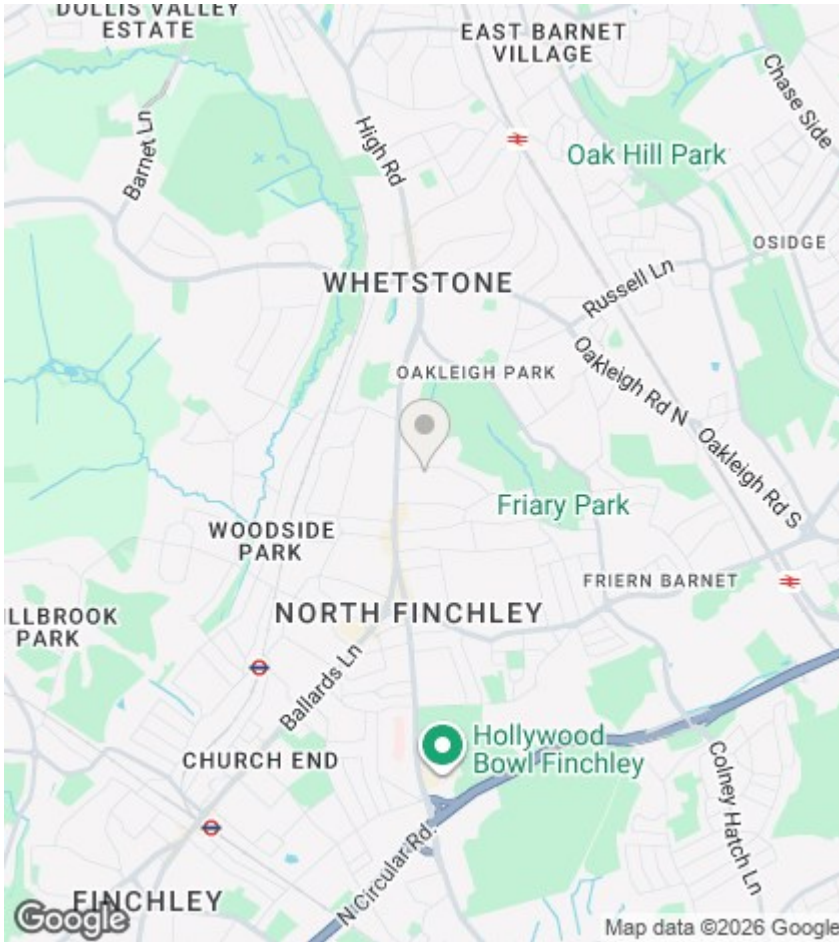 DOLLIS VALLEY
ESTATE
EAST BARNET
VILLAGE
Chase Side
Barnet Ln
High Rd
Oak Hill Park
OSIDGE
WHETSTONE
Russell Ln
OAKLEIGH PARK
Oakleigh Rd N
Oakleigh Rd S
Friary Park
WOODSIDE
PARK
FRIERN BARNET
NORTH FINCHLEY
ILLBROOK
PARK
Ballards Ln
Hollywood
Bowl Finchley
CHURCH END
Colney Hatch Ln
N Circular Rd.
FINCHLEY
Google
Map data ©2026 Google